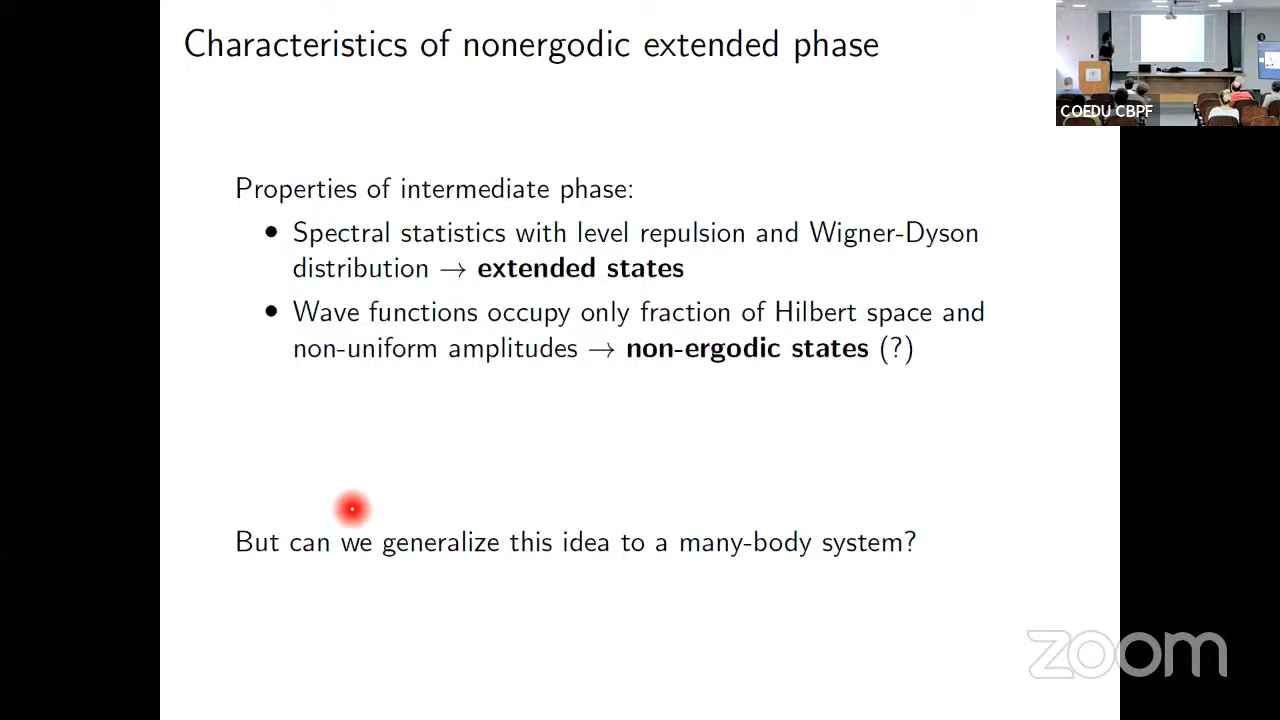 Characteristics of nonergodic extended phase
COEDU CBPF
Properties of intermediate phase:
• Spectral statistics with level repulsion and Wigner-Dyson
distribution → extended states
• Wave functions occupy only fraction of Hilbert space and
non-uniform amplitudes → non-ergodic states (?)
But can we generalize this idea to a many-body system?
zoom